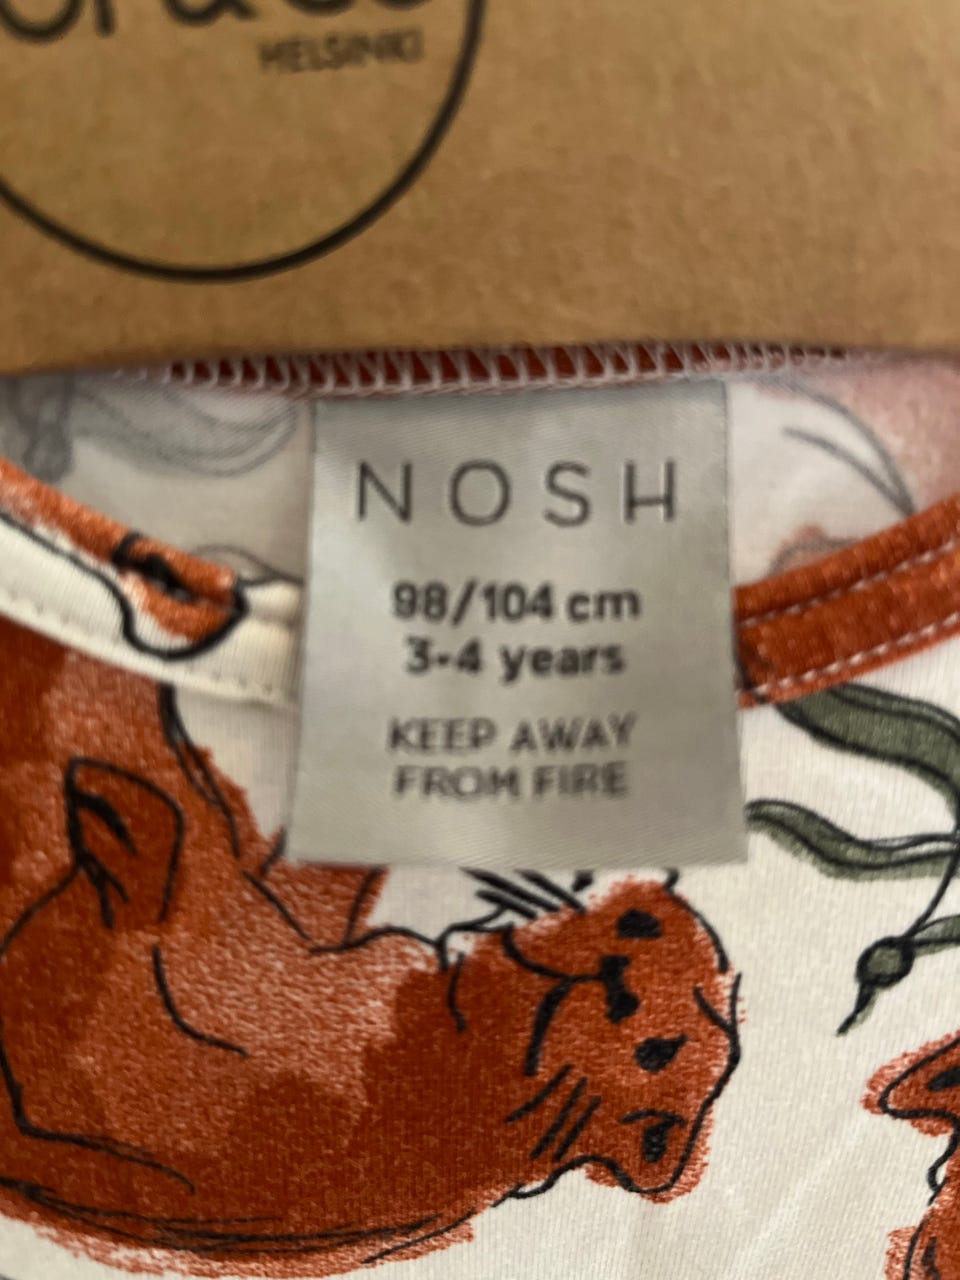 HELSINKI
NOSH
98/104 cm
3-4 years
KEEP AWAY
FROM FIRE